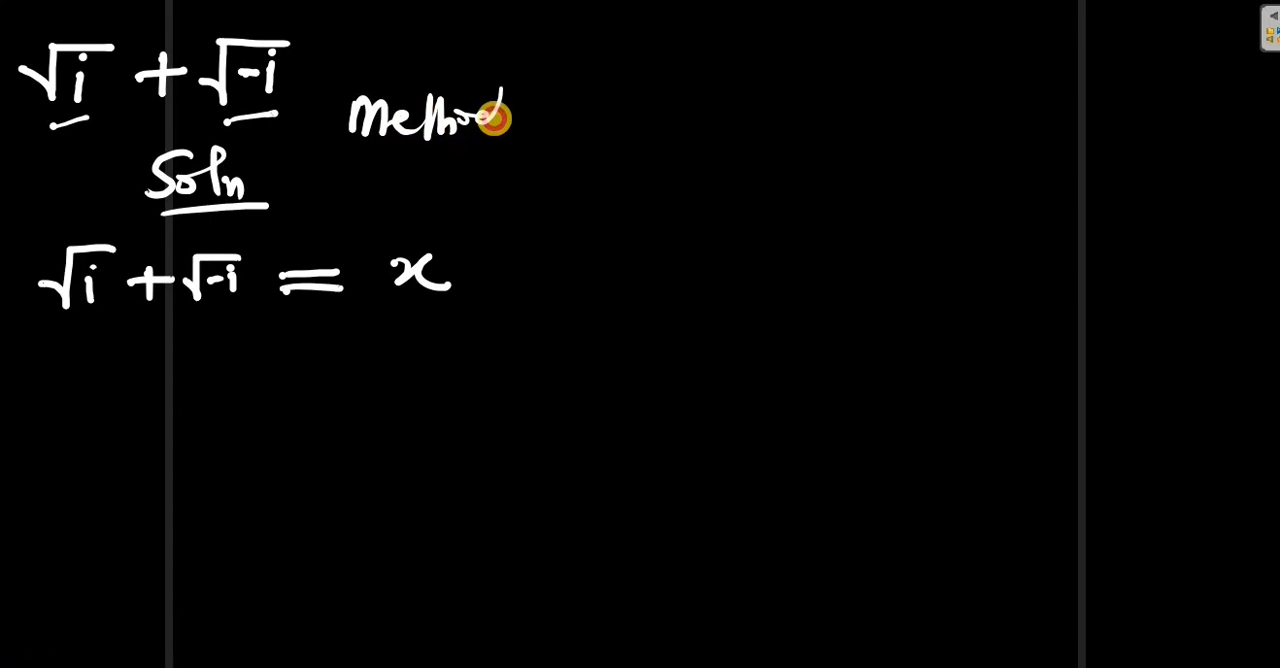 √i + √-i
Method
Soln
√i + √-i = x